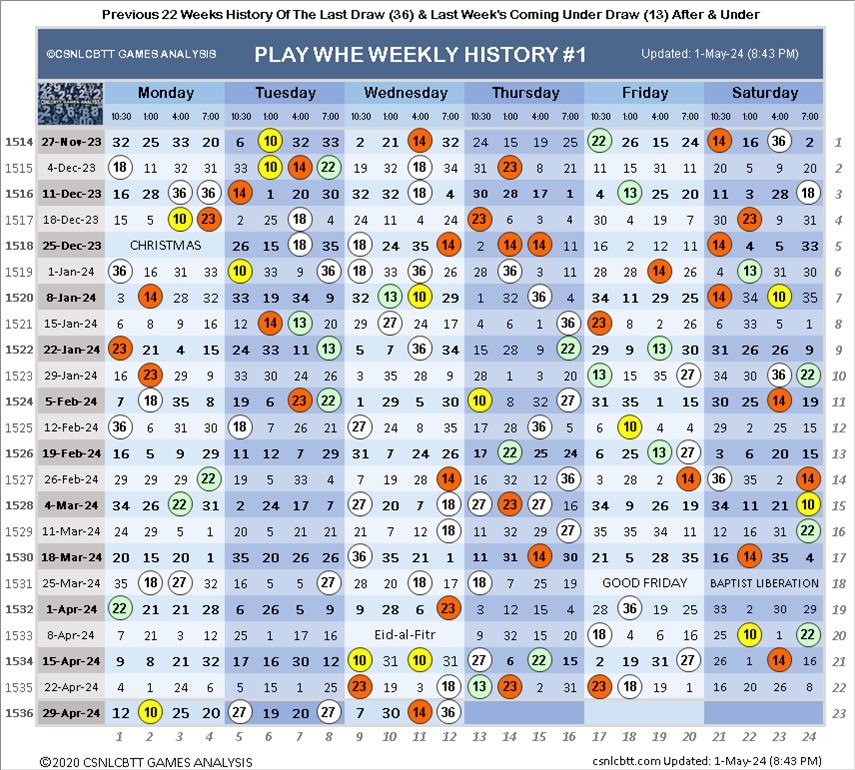 Previous 22 Weeks History Of The Last Draw (36) & Last Week's Coming Under Draw (13) After & Under
©CSNLCBTT GAMES ANALYSIS PLAY WHE WEEKLY HISTORY #1 Updated: 1-May-24 (8:43 PM)
CSNLCBTT GAMES ANALYSIS Monday Tuesday Wednesday Thursday Friday Saturday
10:30 1:00 4:00 7:00 10:30 1:00 4:00 7:00 10:30 1:00 4:00 7:00 10:30 1:00 4:00 7:00 10:30 1:00 4:00 7:00 10:30 1:00 4:00 7:00
1514 27-Nov-23 32 25 33 20 6 10 32 33 2 21 14 32 24 15 19 25 22 26 15 24 14 16 36 2 1
1515 4-Dec-23 18 11 32 31 33 10 14 22 19 32 18 34 31 23 8 21 11 15 31 11 20 5 9 20 2
1516 11-Dec-23 16 28 36 36 14 1 20 30 32 32 18 4 30 28 17 1 4 13 25 20 11 3 28 18 3
1517 18-Dec-23 15 5 10 23 2 25 18 4 24 11 4 24 23 6 3 4 30 4 19 7 32 23 9 31 4
1518 25-Dec-23 CHRISTMAS 26 15 18 35 18 24 35 14 2 14 14 11 16 2 12 11 14 4 5 33 5
1519 1-Jan-24 36 16 31 33 10 33 9 36 18 33 36 26 28 36 3 11 28 28 14 26 4 13 31 30 6
1520 8-Jan-24 3 14 28 32 33 19 34 9 32 13 10 29 1 32 36 4 34 11 29 25 14 34 10 35 7
1521 15-Jan-24 6 8 9 16 12 14 13 20 29 27 24 17 4 6 1 36 23 8 2 26 6 33 5 1 8
1522 22-Jan-24 23 21 4 15 24 33 11 13 5 7 36 34 15 28 9 22 29 9 13 30 31 26 26 9 9
1523 29-Jan-24 16 23 29 9 33 30 24 26 3 35 28 9 28 1 3 20 13 15 35 27 34 23 36 22 10
1524 5-Feb-24 7 18 35 8 19 6 23 22 1 29 5 30 10 8 32 27 31 35 1 15 30 25 14 19 11
1525 12-Feb-24 36 6 31 30 18 7 26 21 27 24 8 35 17 28 36 5 6 10 4 4 29 2 25 15 12
1526 19-Feb-24 16 5 9 29 11 12 7 29 31 7 24 26 17 22 25 24 6 25 13 27 3 6 20 15 13
1527 26-Feb-24 29 29 29 22 19 5 33 4 7 19 28 14 16 32 12 36 19 28 7 14 36 35 2 14 14
1528 4-Mar-24 34 26 22 31 2 24 17 7 27 20 7 18 27 23 27 16 34 9 26 19 34 11 21 10 15
1529 11-Mar-24 24 29 5 1 20 5 21 21 21 7 12 18 11 32 29 27 35 35 34 11 12 16 31 22 16
1530 18-Mar-24 20 15 20 1 35 20 26 26 36 35 21 1 11 31 14 30 21 5 28 35 22 14 35 4 17
1531 25-Mar-24 35 18 27 32 16 5 5 27 28 20 18 17 18 7 25 19 GOOD FRIDAY BAPTIST LIBERATION 18
1532 1-Apr-24 22 21 21 28 6 26 5 9 9 28 6 23 3 12 15 4 28 36 19 25 33 2 30 29 19
1533 8-Apr-24 7 21 3 12 25 1 17 16 Eid-al-Fitr 9 32 15 20 18 4 6 16 22 10 1 22 20
1534 15-Apr-24 9 8 21 32 17 16 30 12 10 31 10 31 27 6 22 15 2 19 31 27 26 1 23 16 21
1535 22-Apr-24 4 1 24 6 5 15 1 25 23 19 3 18 13 23 2 31 23 18 19 1 16 20 26 8 22
1536 29-Apr-24 12 10 25 20 27 19 20 27 7 30 14 36 23
1 2 3 4 5 6 7 8 9 10 11 12 13 14 15 16 17 18 19 20 21 22 23 24
©2020 CSNLCBTT GAMES ANALYSIS csnlcbtt.com Updated: 1-May-24 (8:43 PM)